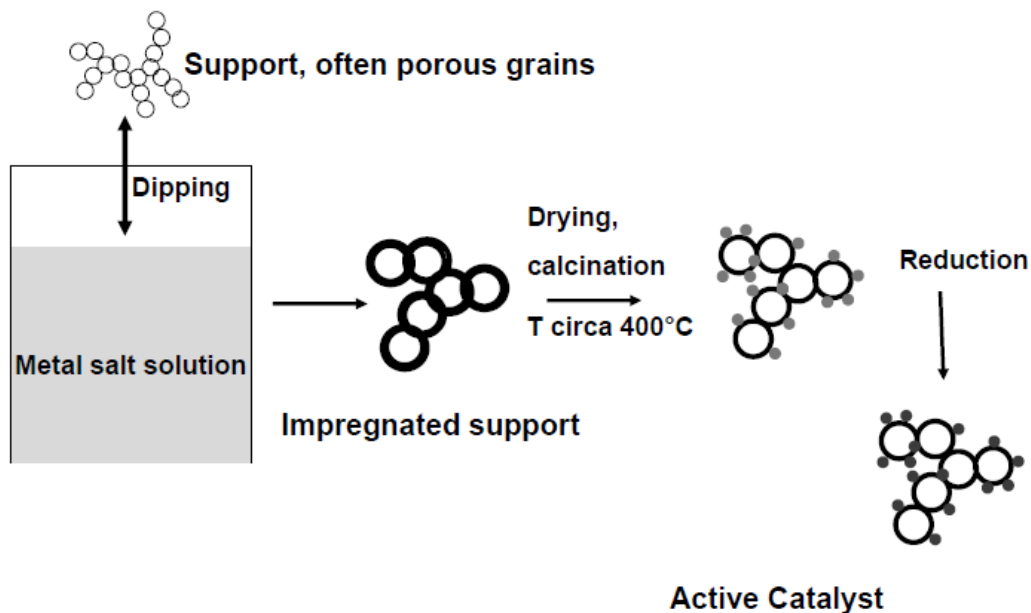 Support, often porous grains
Dipping
Metal salt solution
Impregnated support
Drying,
calcination
T circa 400°C
Reduction
Active Catalyst